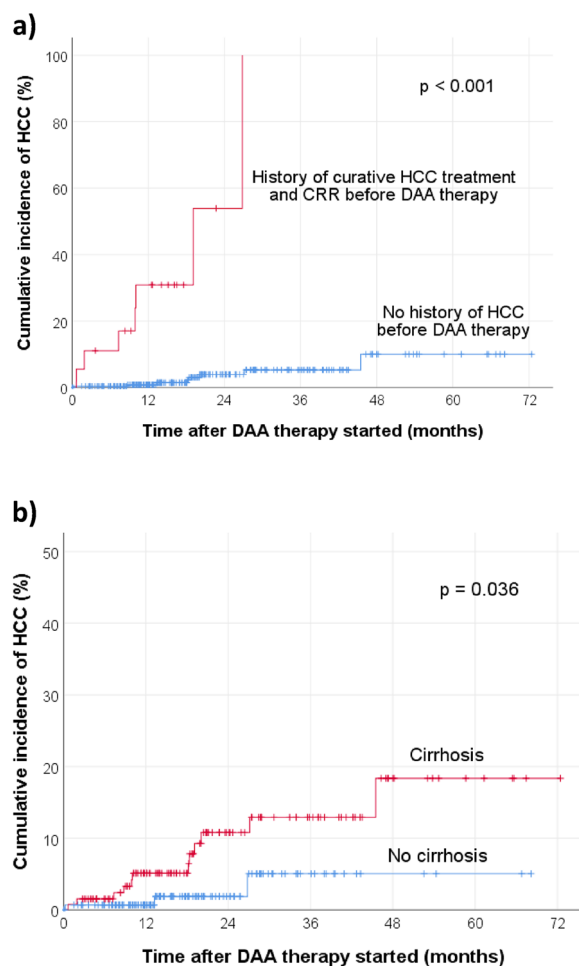 a)
100
p < 0.001
80
History of curative HCC treatment
and CRR before DAA therapy
60
40
No history of HCC
before DAA therapy
20
0
0 12 24 36 48 60 72
Cumulative incidence of HCC (%)
Time after DAA therapy started (months)
b)
50
p = 0.036
40
30
Cirrhosis
20
10
No cirrhosis
0
0 12 24 36 48 60 72
Cumulative incidence of HCC (%)
Time after DAA therapy started (months)